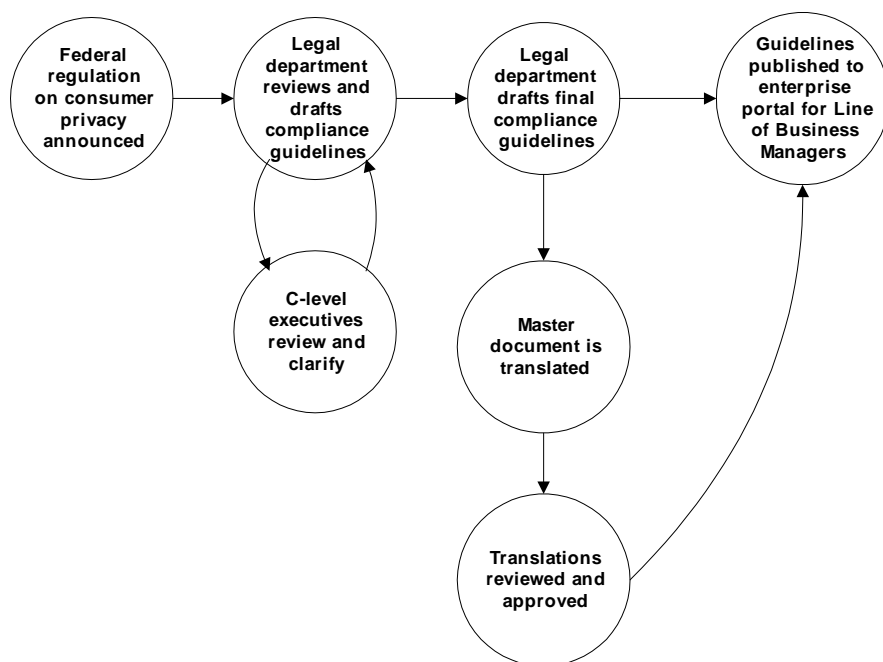 Federal
regulation
on consumer
privacy
announced
Legal
department
reviews and
drafts
compliance
guidelines
Legal
department
drafts final
compliance
guidelines
Guidelines
published to
enterprise
portal for Line
of Business
Managers
C-level
executives
review and
clarify
Master
document is
translated
Translations
reviewed and
approved